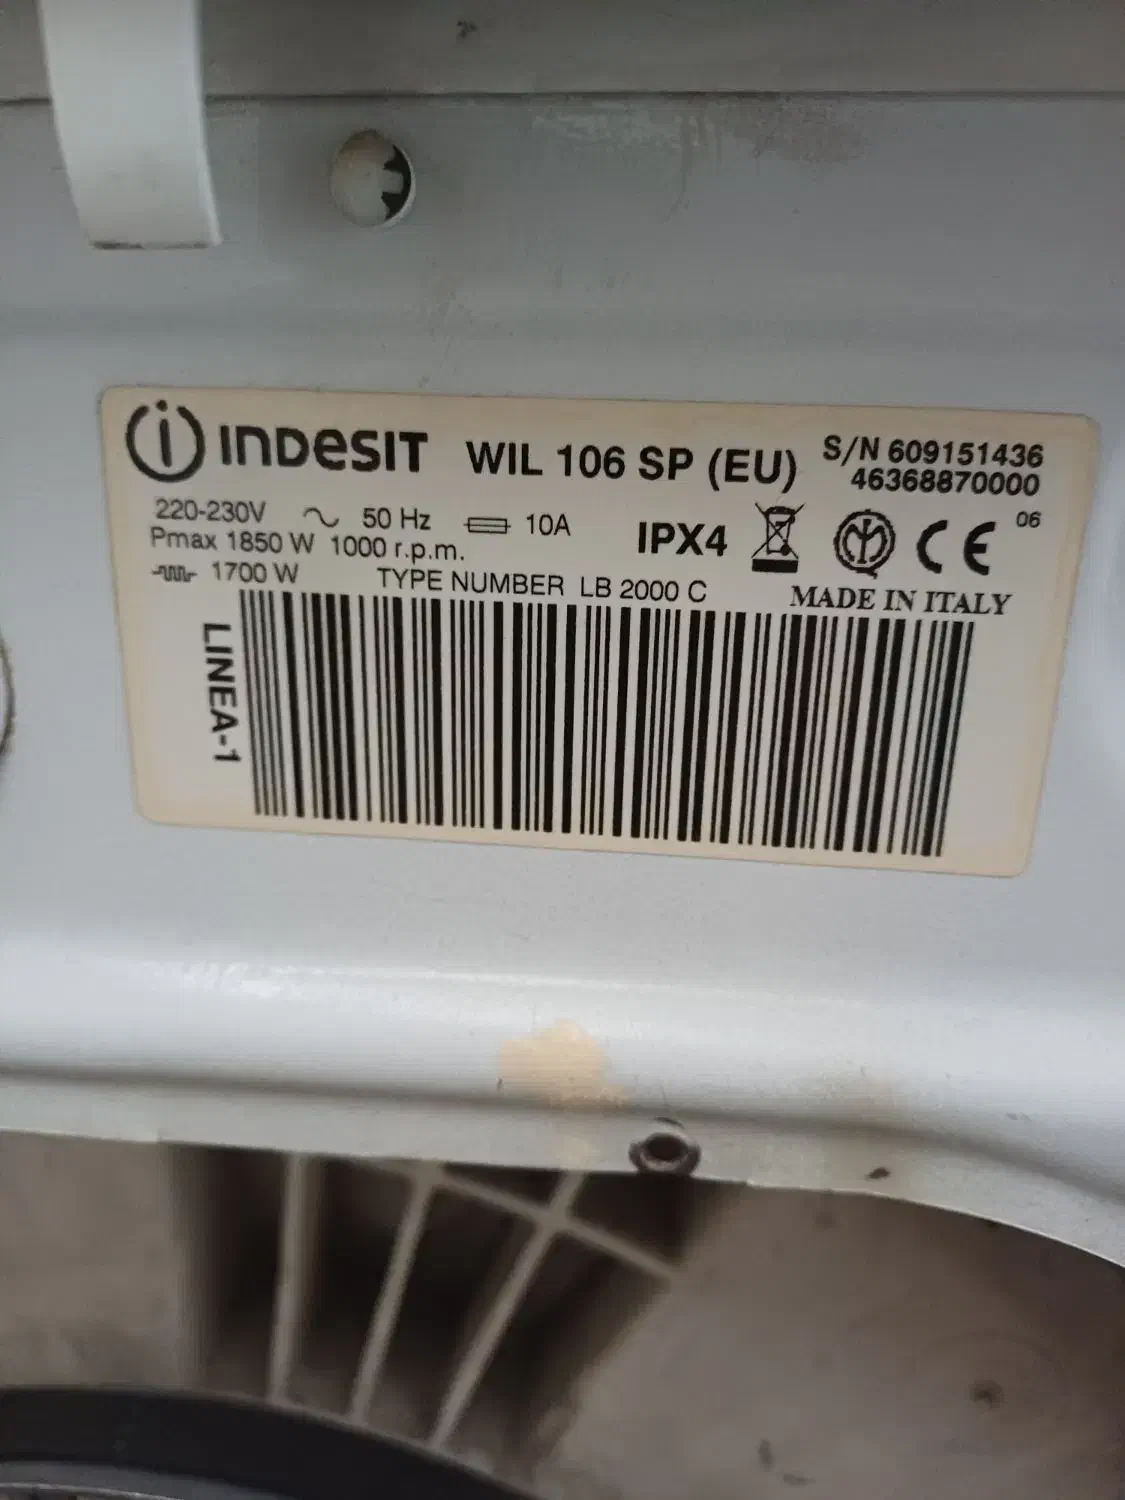 INDESIT WIL 106 SP (EU) S/N 609151436
46368870000
220-230V 50 Hz 10A IPX4 06
Pmax 1850 W 1000 r.p.m.
1700 W TYPE NUMBER LB 2000 C MADE IN ITALY
LINEA-1